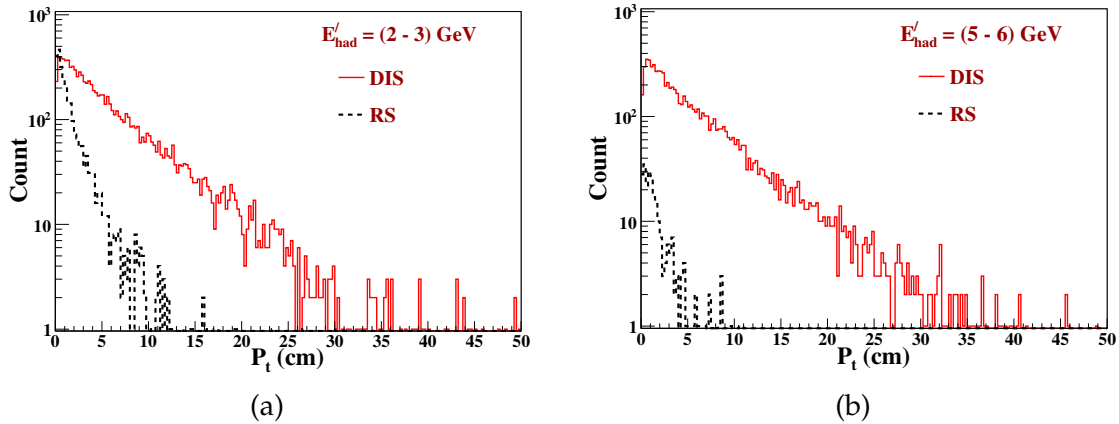 10³
E′had = (2 - 3) GeV
DIS
RS
10²
Count
10
1
0 5 10 15 20 25 30 35 40 45 50
Pt (cm)
(a)
10³
E′had = (5 - 6) GeV
DIS
RS
10²
Count
10
1
0 5 10 15 20 25 30 35 40 45 50
Pt (cm)
(b)